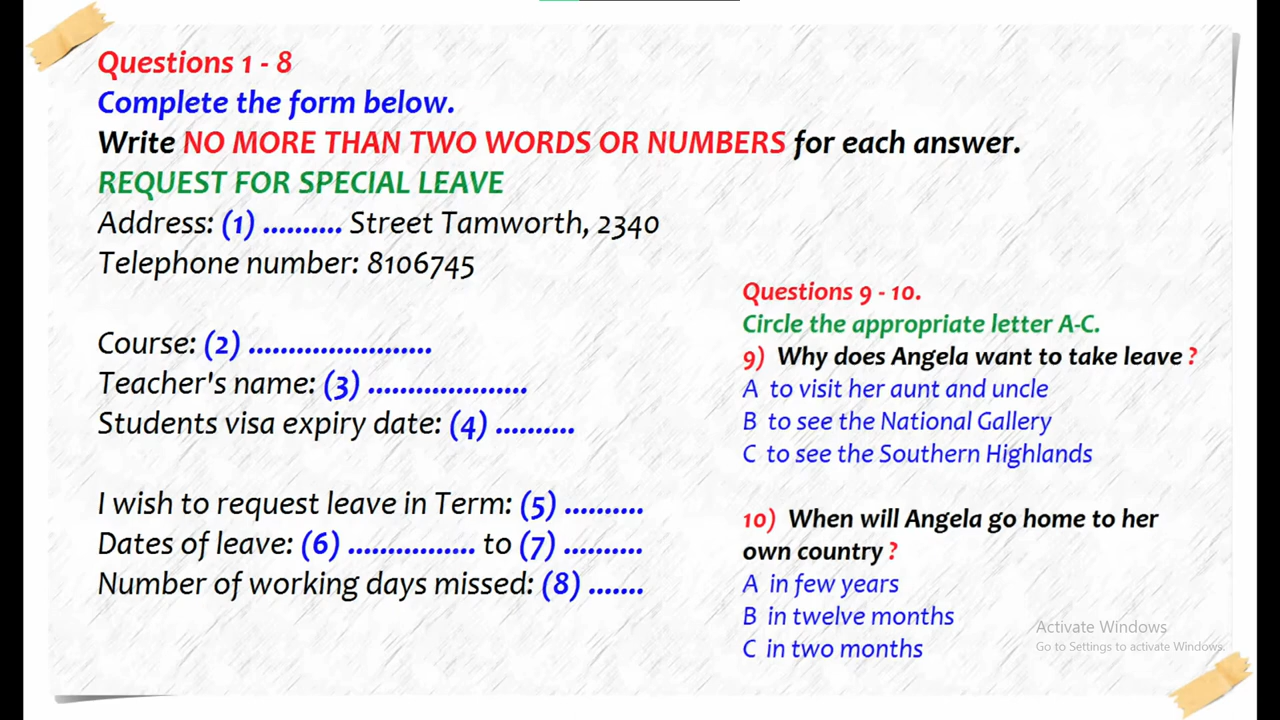 Questions 1 - 8
Complete the form below.
Write NO MORE THAN TWO WORDS OR NUMBERS for each answer.
REQUEST FOR SPECIAL LEAVE
Address: (1) .......... Street Tamworth, 2340
Telephone number: 8106745
Course: (2) .......................
Teacher's name: (3) ....................
Students visa expiry date: (4) ..........
I wish to request leave in Term: (5) ..........
Dates of leave: (6) ................ to (7) ..........
Number of working days missed: (8) .......
Questions 9 - 10.
Circle the appropriate letter A-C.
9) Why does Angela want to take leave ?
A to visit her aunt and uncle
B to see the National Gallery
C to see the Southern Highlands
10) When will Angela go home to her
own country ?
A in few years
B in twelve months
C in two months
Activate Windows
Go to Settings to activate Windows.